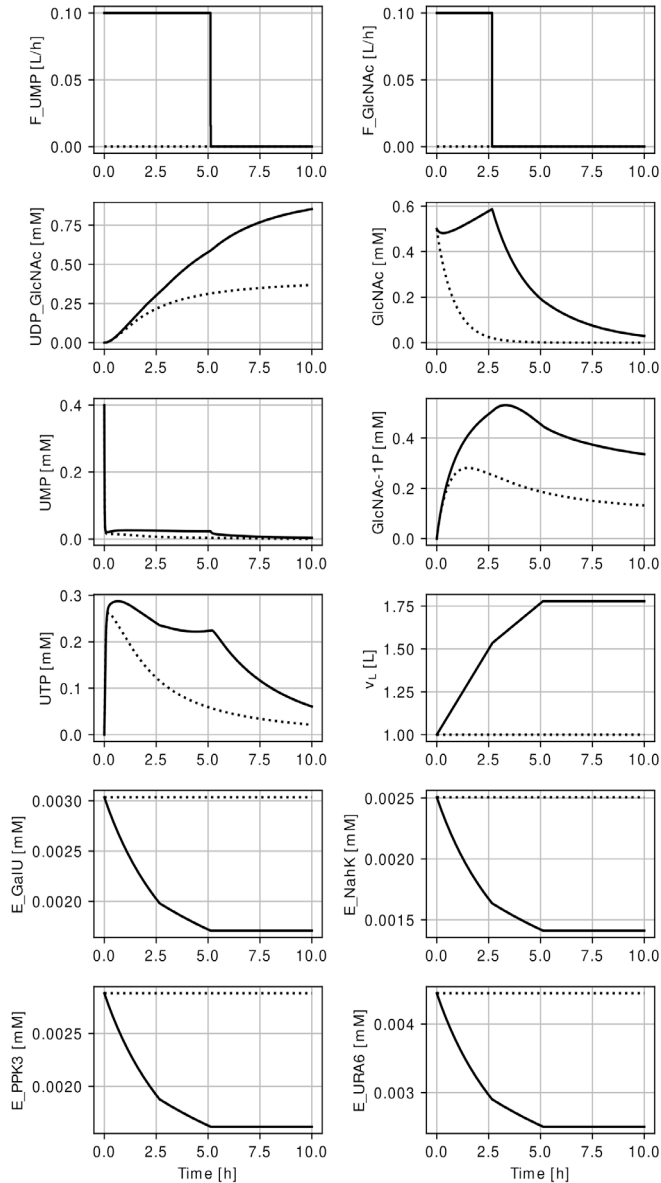 0.10
0.05
0.00
F_UMP [L/h]
0.0 2.5 5.0 7.5 10.0
0.10
0.05
0.00
F_GlcNAc [L/h]
0.0 2.5 5.0 7.5 10.0
0.75
0.50
0.25
0.00
UDP_GlcNAc [mM]
0.0 2.5 5.0 7.5 10.0
0.6
0.4
0.2
0.0
GlcNAc [mM]
0.0 2.5 5.0 7.5 10.0
0.4
0.2
0.0
UMP [mM]
0.0 2.5 5.0 7.5 10.0
0.4
0.2
0.0
GlcNAc-1P [mM]
0.0 2.5 5.0 7.5 10.0
0.3
0.2
0.1
0.0
UTP [mM]
0.0 2.5 5.0 7.5 10.0
1.75
1.50
1.25
1.00
v_L [L]
0.0 2.5 5.0 7.5 10.0
0.0030
0.0025
0.0020
E_GalU [mM]
0.0 2.5 5.0 7.5 10.0
0.0025
0.0020
0.0015
E_NahK [mM]
0.0 2.5 5.0 7.5 10.0
0.0025
0.0020
E_PPK3 [mM]
0.0 2.5 5.0 7.5 10.0
Time [h]
0.004
0.003
E_URA6 [mM]
0.0 2.5 5.0 7.5 10.0
Time [h]